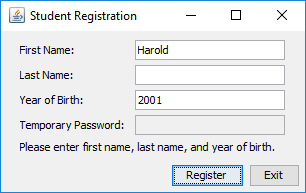 Student Registration
First Name: Harold
Last Name:
Year of Birth: 2001
Temporary Password:
Please enter first name, last name, and year of birth.
Register Exit